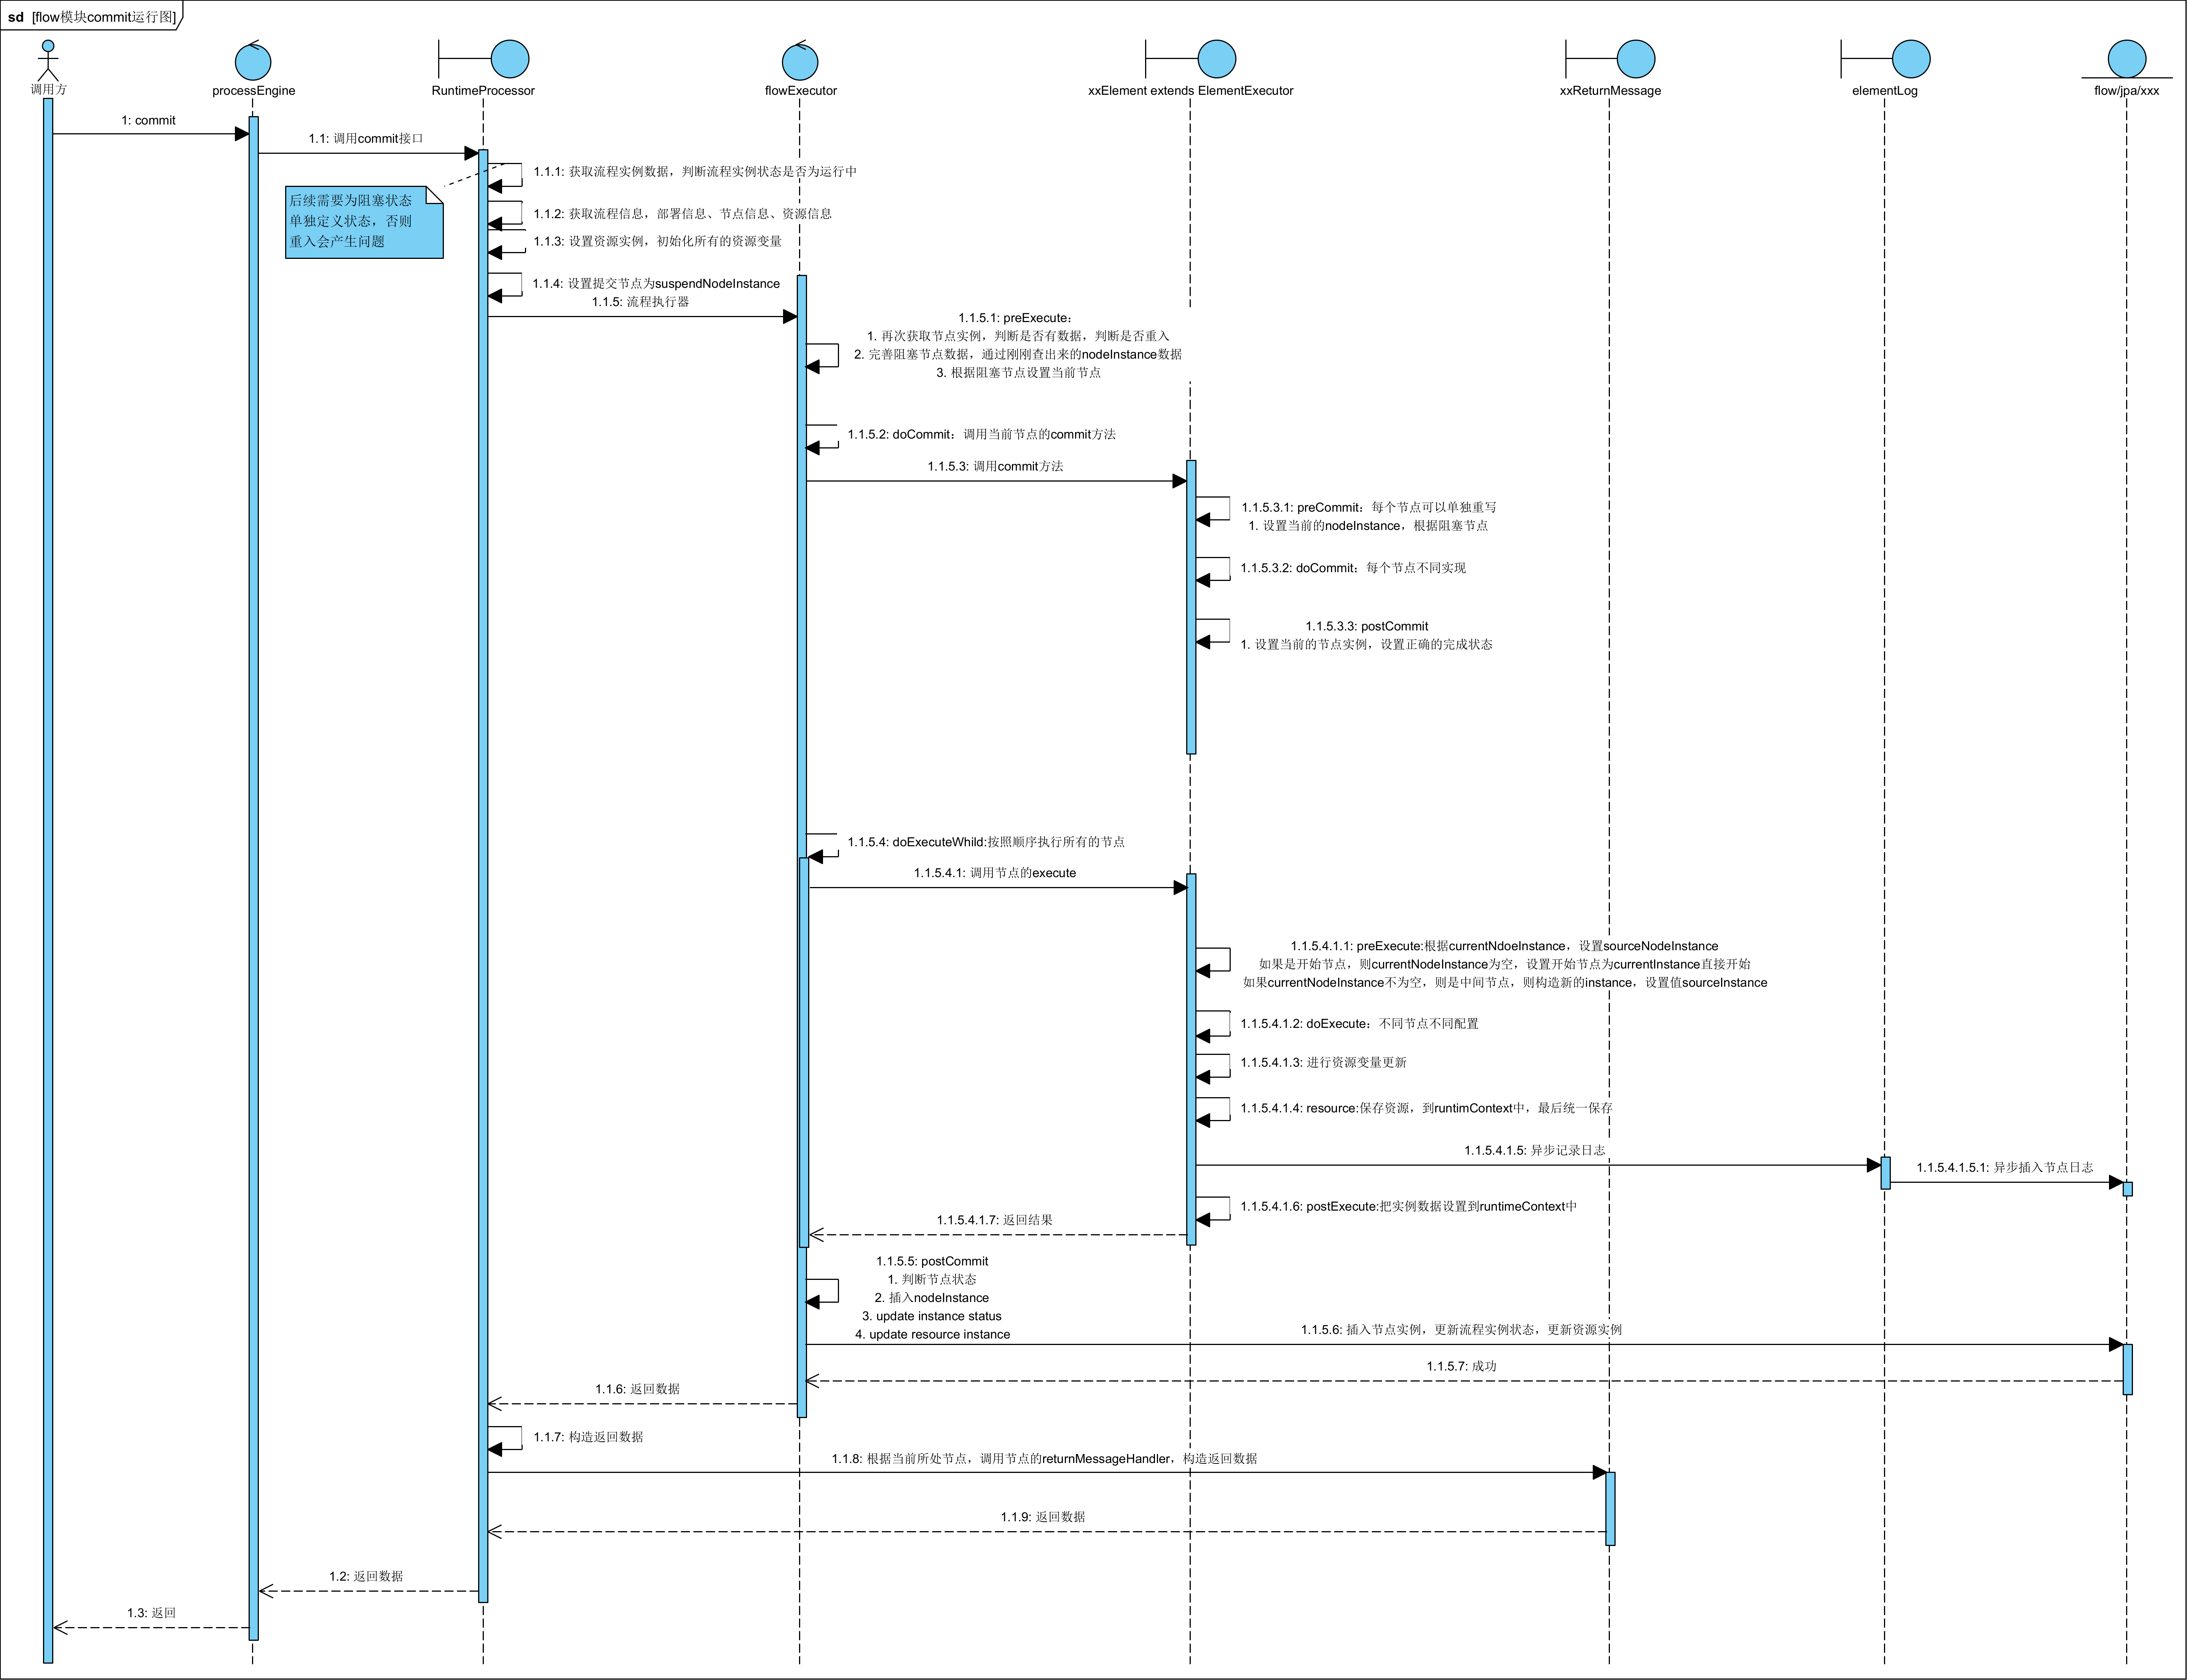 sd [flow模块commit运行图]
调用方
processEngine
RuntimeProcessor
flowExecutor
xxElement extends ElementExecutor
xxReturnMessage
elementLog
flow/jpa/xxx
1: commit
1.1: 调用commit接口
1.1.1: 获取流程实例数据，判断流程实例状态是否为运行中
后续需要为阻塞状态
单独定义状态，否则
重入会产生问题
1.1.2: 获取流程信息，部署信息、节点信息、资源信息
1.1.3: 设置资源实例，初始化所有的资源变量
1.1.4: 设置提交节点为suspendNodeInstance
1.1.5: 流程执行器
1.1.5.1: preExecute：
1. 再次获取节点实例，判断是否有数据，判断是否重入
2. 完善阻塞节点数据，通过刚刚查出来的nodeInstance数据
3. 根据阻塞节点设置当前节点
1.1.5.2: doCommit：调用当前节点的commit方法
1.1.5.3: 调用commit方法
1.1.5.3.1: preCommit：每个节点可以单独重写
1. 设置当前的nodeInstance，根据阻塞节点
1.1.5.3.2: doCommit：每个节点不同实现
1.1.5.3.3: postCommit
1. 设置当前的节点实例，设置正确的完成状态
1.1.5.4: doExecuteWhild:按照顺序执行所有的节点
1.1.5.4.1: 调用节点的execute
1.1.5.4.1.1: preExecute:根据currentNdoeInstance，设置sourceNodeInstance
如果是开始节点，则currentNodeInstance为空，设置开始节点为currentInstance直接开始
如果currentNodeInstance不为空，则是中间节点，则构造新的instance，设置值sourceInstance
1.1.5.4.1.2: doExecute：不同节点不同配置
1.1.5.4.1.3: 进行资源变量更新
1.1.5.4.1.4: resource:保存资源，到runtimContext中，最后统一保存
1.1.5.4.1.5: 异步记录日志
1.1.5.4.1.5.1: 异步插入节点日志
1.1.5.4.1.6: postExecute:把实例数据设置到runtimeContext中
1.1.5.4.1.7: 返回结果
1.1.5.5: postCommit
1. 判断节点状态
2. 插入nodeInstance
3. update instance status
4. update resource instance
1.1.5.6: 插入节点实例，更新流程实例状态，更新资源实例
1.1.5.7: 成功
1.1.6: 返回数据
1.1.7: 构造返回数据
1.1.8: 根据当前所处节点，调用节点的returnMessageHandler，构造返回数据
1.1.9: 返回数据
1.2: 返回数据
1.3: 返回